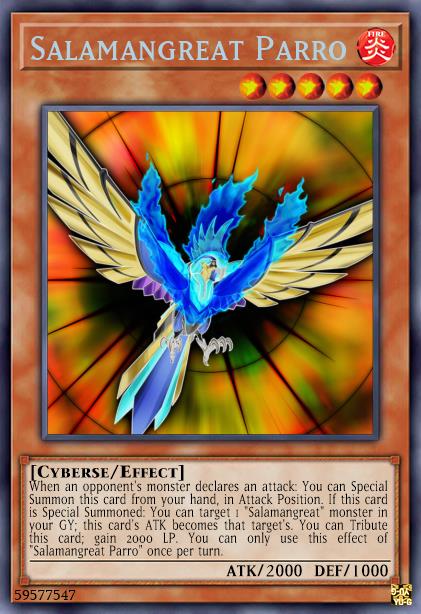 Salamangreat Parro
FIRE
炎
[Cyberse/Effect]
When an opponent's monster declares an attack: You can Special
Summon this card from your hand, in Attack Position. If this card
is Special Summoned: You can target 1 "Salamangreat" monster in
your GY; this card's ATK becomes that target's. You can Tribute
this card; gain 2000 LP. You can only use this effect of
"Salamangreat Parro" once per turn.
ATK/2000 DEF/1000
59577547